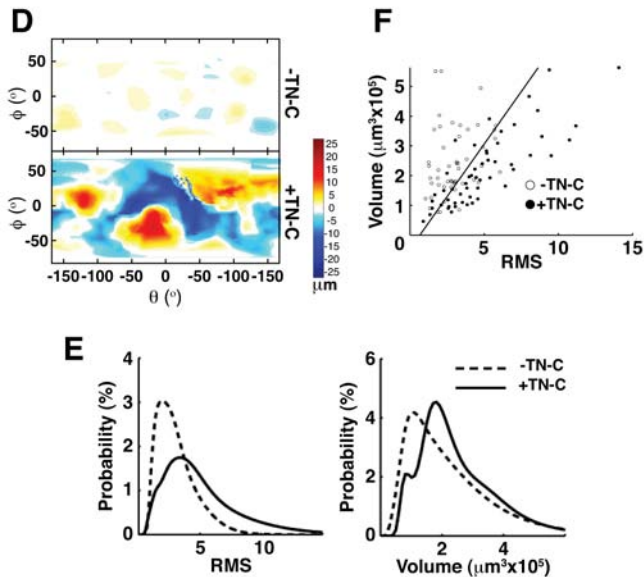 D
50
0
-50
ϕ (°)
-TN-C
50
0
-50
ϕ (°)
+TN-C
-150 -100 -50 0 -50 -100 -150
θ (°)
25
20
15
10
5
0
-5
-10
-15
-20
-25
μm
F
5
4
3
2
1
0
Volume (μm³x10⁵)
-TN-C
+TN-C
5 10 15
RMS
E
4
3
2
1
0
Probability (%)
5 10
RMS
6
4
2
0
Probability (%)
-TN-C
+TN-C
2 4
Volume (μm³x10⁵)